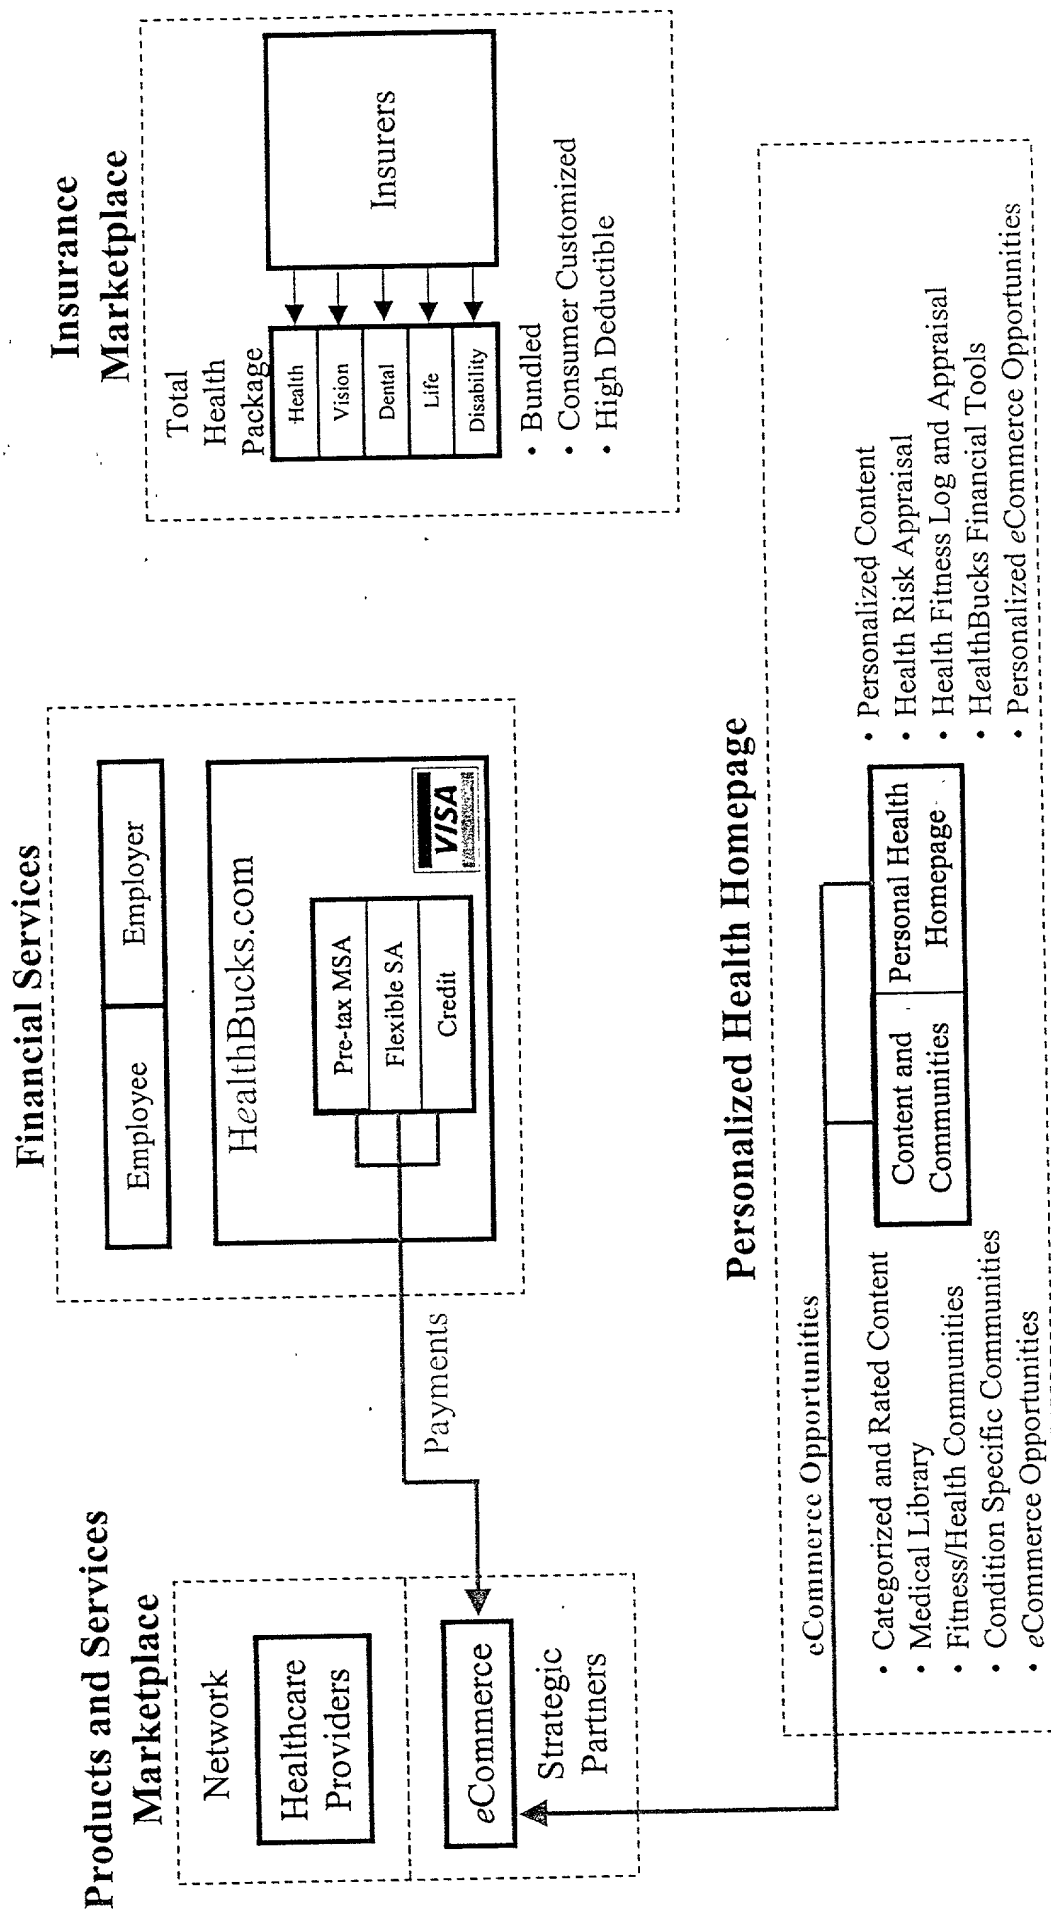 Products and Services
Marketplace
Network
Healthcare
Providers
eCommerce
Strategic
Partners
Payments
Financial Services
Employee
Employer
HealthBucks.com
Pre-tax MSA
Flexible SA
Credit
VISA
Insurance
Marketplace
Total
Health
Package
Health
Vision
Dental
Life
Disability
Insurers
• Bundled
• Consumer Customized
• High Deductible
Personalized Health Homepage
eCommerce Opportunities
• Categorized and Rated Content
• Medical Library
• Fitness/Health Communities
• Condition Specific Communities
• eCommerce Opportunities
Content and
Communities
Personal Health
Homepage
• Personalized Content
• Health Risk Appraisal
• Health Fitness Log and Appraisal
• HealthBucks Financial Tools
• Personalized eCommerce Opportunities